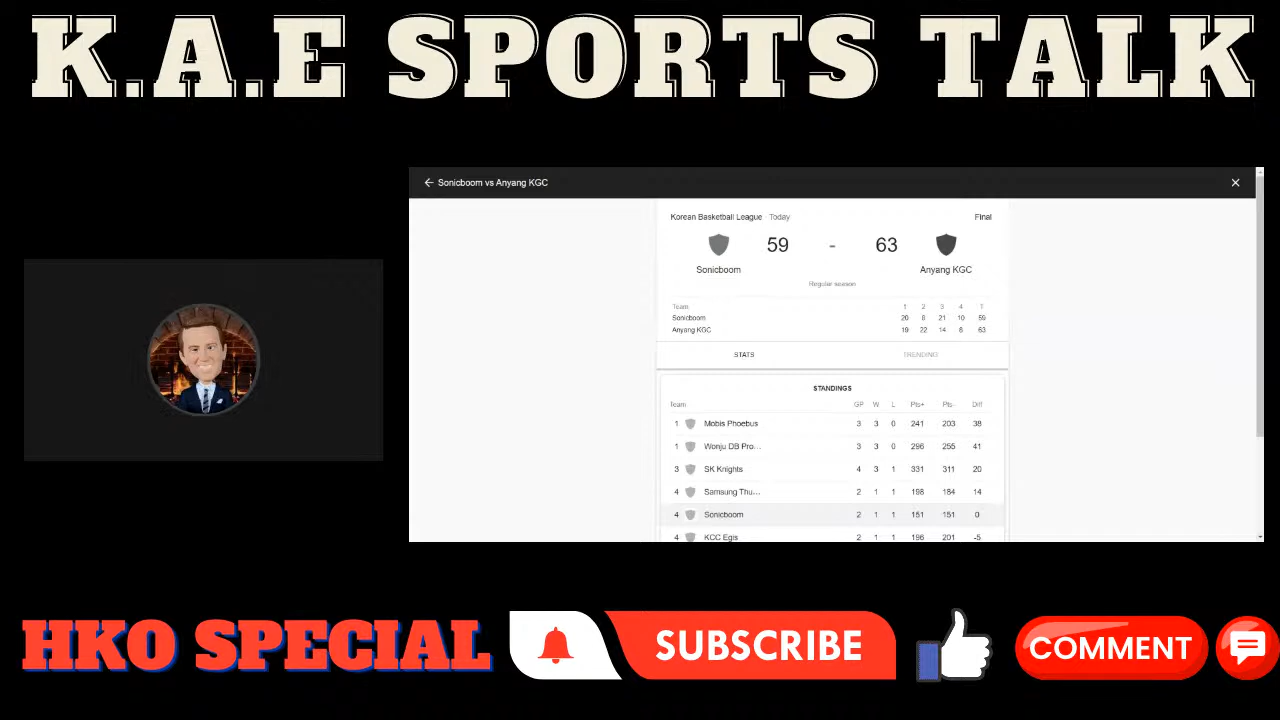 K.A.E SPORTS TALK
Sonicboom vs Anyang KGC
Korean Basketball League · Today Final
59 - 63
Sonicboom Anyang KGC
Regular season
Team 1 2 3 4 T
Sonicboom 20 8 21 10 59
Anyang KGC 19 22 14 8 63
STATS TRENDING
STANDINGS
Team GP W L Pts+ Pts- Diff
1 Mobis Phoebus 3 3 0 241 203 38
1 Wonju DB Pro... 3 3 0 296 255 41
3 SK Knights 4 3 1 331 311 20
4 Samsung Thu... 2 1 1 198 184 14
4 Sonicboom 2 1 1 151 151 0
4 KCC Egis 2 1 1 196 201 -5
HKO SPECIAL
SUBSCRIBE
COMMENT